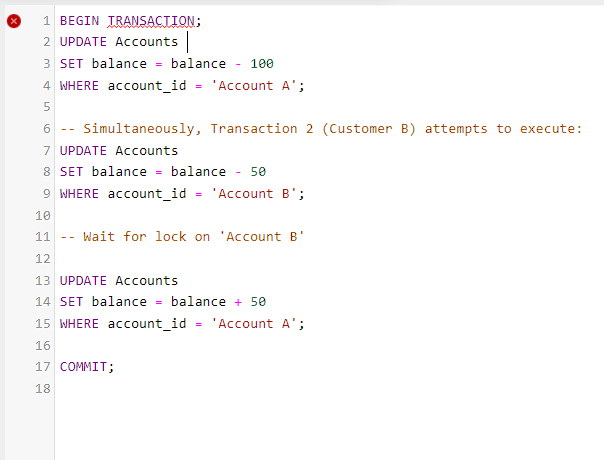 1 BEGIN TRANSACTION;
2 UPDATE Accounts
3 SET balance = balance - 100
4 WHERE account_id = 'Account A';
5
6 -- Simultaneously, Transaction 2 (Customer B) attempts to execute:
7 UPDATE Accounts
8 SET balance = balance - 50
9 WHERE account_id = 'Account B';
10
11 -- Wait for lock on 'Account B'
12
13 UPDATE Accounts
14 SET balance = balance + 50
15 WHERE account_id = 'Account A';
16
17 COMMIT;
18